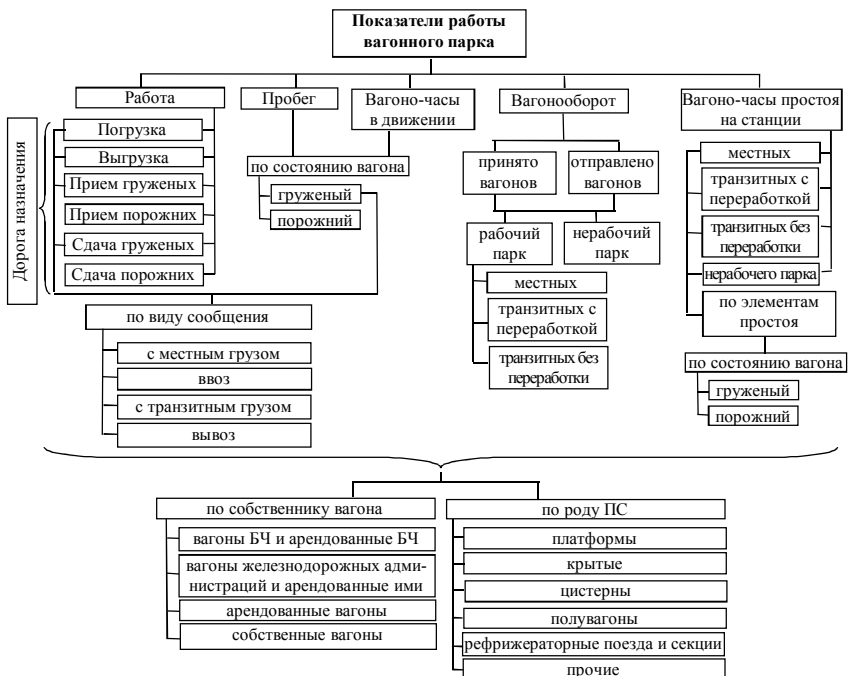 Показатели работы
вагонного парка
Работа
Пробег
Вагоно-часы
в движении
Вагонооборот
Вагоно-часы простоя
на станции
Дорога назначения
Погрузка
Выгрузка
Прием груженых
Прием порожних
Сдача груженых
Сдача порожних
по состоянию вагона
груженый
порожний
принято
вагонов
отправлено
вагонов
рабочий
парк
нерабочий
парк
местных
транзитных с
переработкой
транзитных без
переработки
местных
транзитных с
переработкой
транзитных без
переработки
нерабочего парка
по элементам
простоя
по состоянию вагона
груженый
порожний
по виду сообщения
с местным грузом
ввоз
с транзитным грузом
вывоз
по собственнику вагона
вагоны БЧ и арендованные БЧ
вагоны железнодорожных адми-
нистраций и арендованные ими
арендованные вагоны
собственные вагоны
по роду ПС
платформы
крытые
цистерны
полувагоны
рефрижераторные поезда и секции
прочие